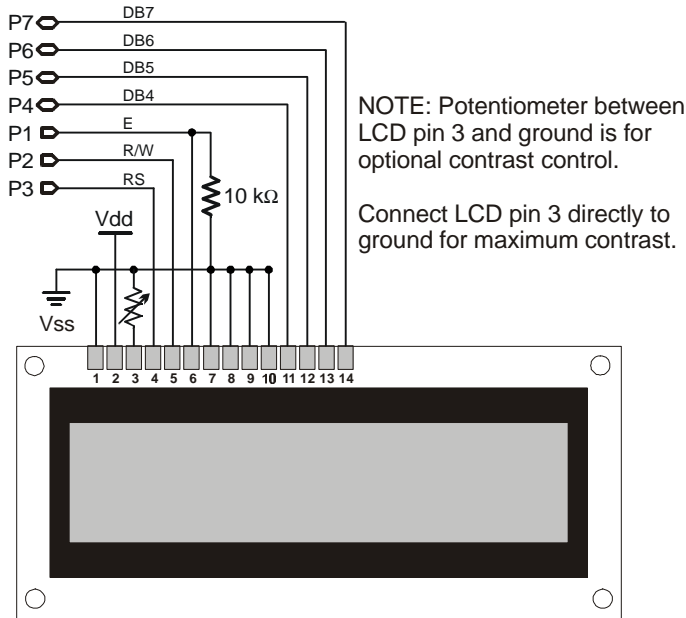 P7 DB7
P6 DB6
P5 DB5
P4 DB4
P1 E
P2 R/W
P3 RS
10 kΩ
Vdd
Vss
NOTE: Potentiometer between
LCD pin 3 and ground is for
optional contrast control.
Connect LCD pin 3 directly to
ground for maximum contrast.
1 2 3 4 5 6 7 8 9 10 11 12 13 14